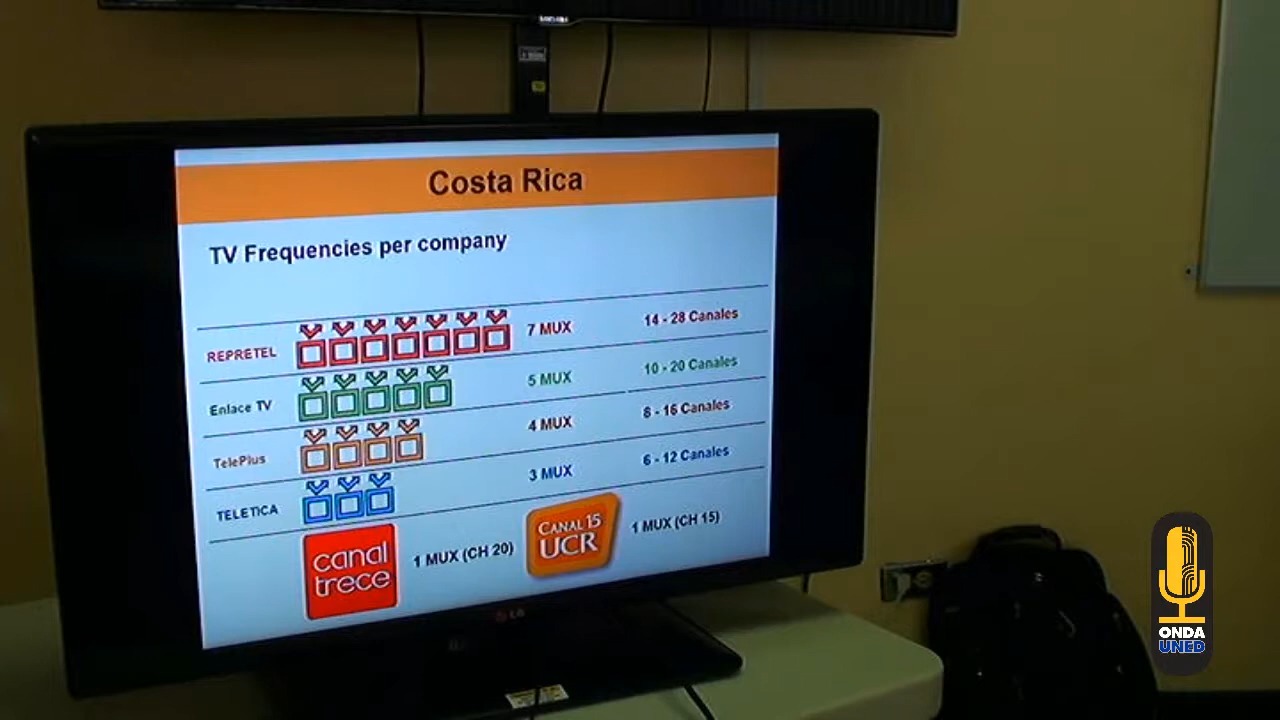 Costa Rica
TV Frequencies per company
REPRETEL 7 MUX 14 - 28 Canales
Enlace TV 5 MUX 10 - 20 Canales
TelePlus 4 MUX 8 - 16 Canales
TELETICA 3 MUX 6 - 12 Canales
canal
trece
1 MUX (CH 20)
CANAL 15
UCR
1 MUX (CH 15)
LG
ONDA
UNED